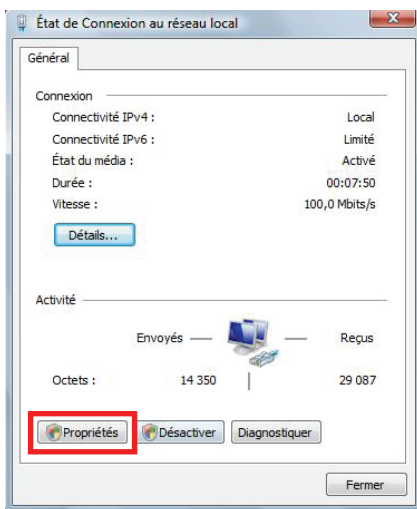 État de Connexion au réseau local
Général
Connexion
Connectivité IPv4 : Local
Connectivité IPv6 : Limité
État du média : Activé
Durée : 00:07:50
Vitesse : 100,0 Mbits/s
Détails...
Activité
Envoyés Reçus
Octets : 14 350 29 087
Propriétés Désactiver Diagnostiquer
Fermer